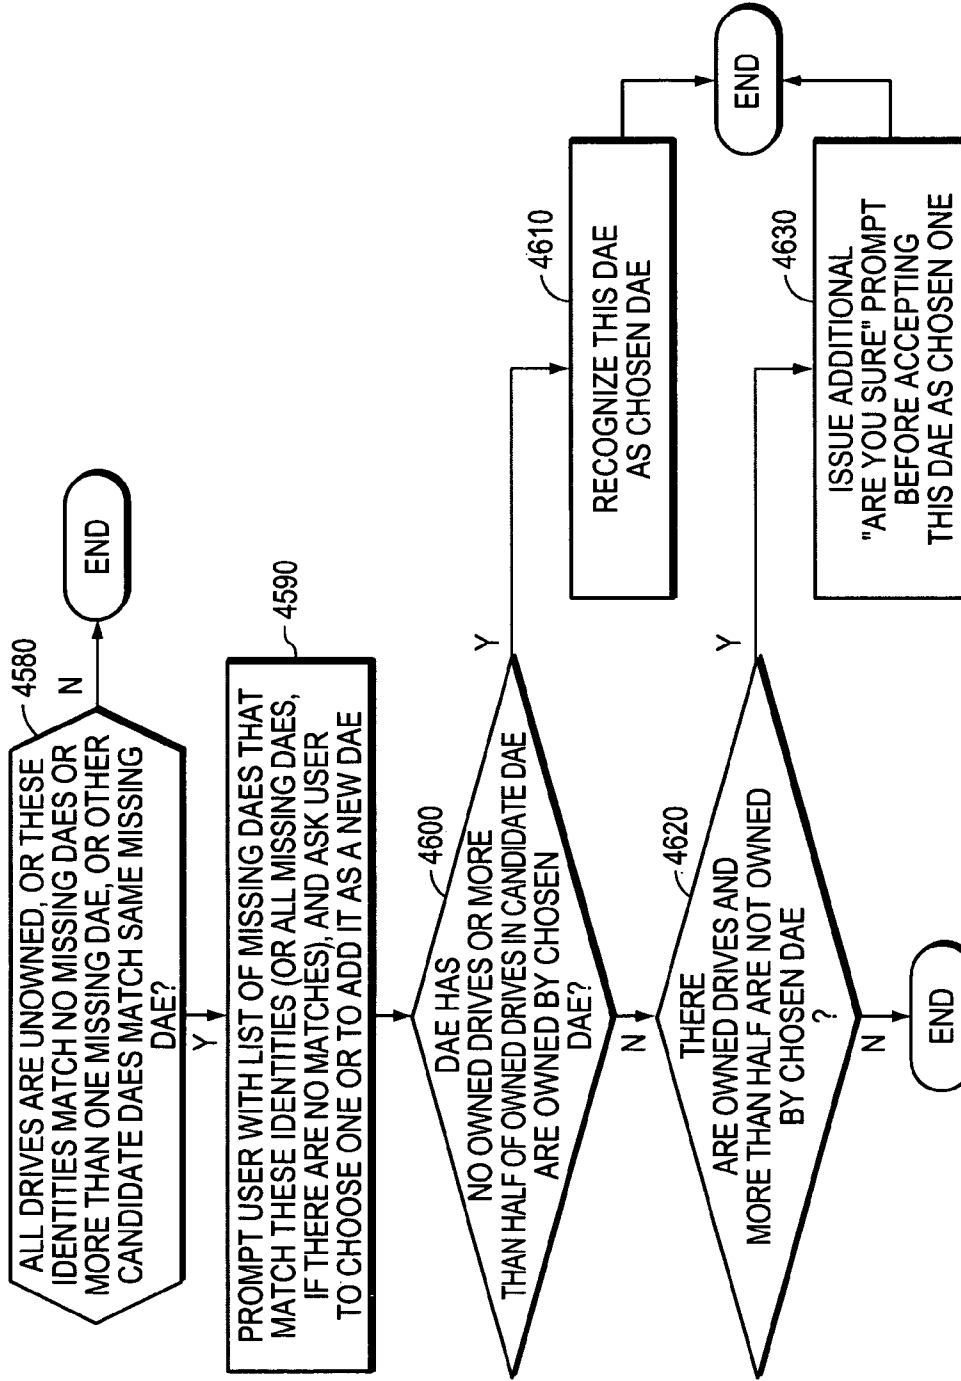 4580
ALL DRIVES ARE UNOWNED, OR THESE
IDENTITIES MATCH NO MISSING DAES OR
MORE THAN ONE MISSING DAE, OR OTHER
CANDIDATE DAES MATCH SAME MISSING
DAE?
N
END
Y
4590
PROMPT USER WITH LIST OF MISSING DAES THAT
MATCH THESE IDENTITIES (OR ALL MISSING DAES,
IF THERE ARE NO MATCHES), AND ASK USER
TO CHOOSE ONE OR TO ADD IT AS A NEW DAE
4600
DAE HAS
NO OWNED DRIVES OR MORE
THAN HALF OF OWNED DRIVES IN CANDIDATE DAE
ARE OWNED BY CHOSEN
DAE?
Y
N
4610
RECOGNIZE THIS DAE
AS CHOSEN DAE
END
4620
THERE
ARE OWNED DRIVES AND
MORE THAN HALF ARE NOT OWNED
BY CHOSEN DAE
?
Y
N
4630
ISSUE ADDITIONAL
"ARE YOU SURE" PROMPT
BEFORE ACCEPTING
THIS DAE AS CHOSEN ONE
END